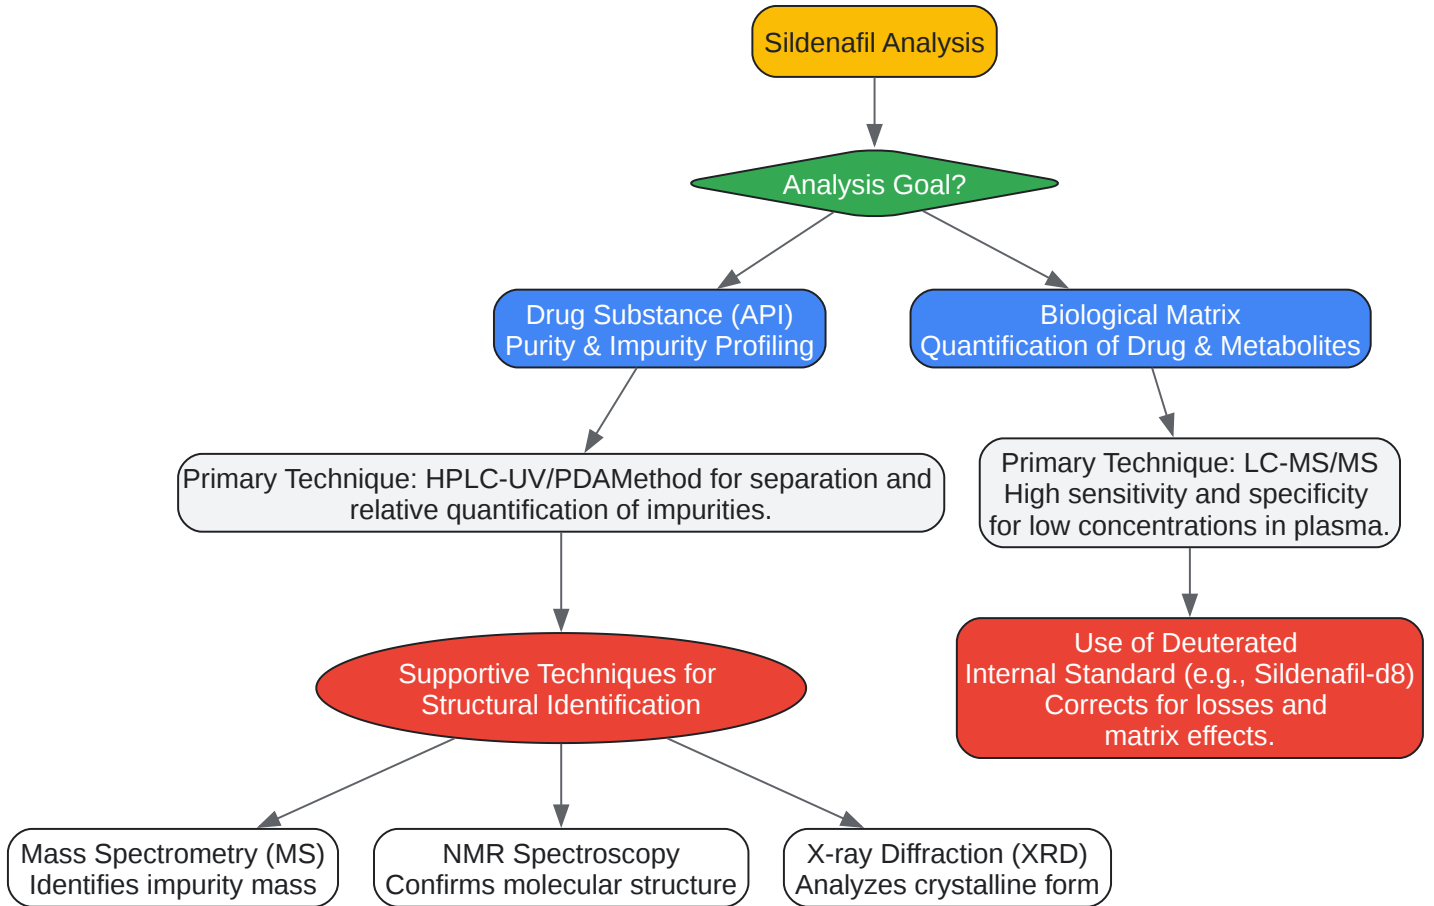 Sildenafil Analysis
Analysis Goal?
Drug Substance (API)
Purity & Impurity Profiling
Biological Matrix
Quantification of Drug & Metabolites
Primary Technique: HPLC-UV/PDAMethod for separation and
relative quantification of impurities.
Primary Technique: LC-MS/MS
High sensitivity and specificity
for low concentrations in plasma.
Supportive Techniques for
Structural Identification
Use of Deuterated
Internal Standard (e.g., Sildenafil-d8)
Corrects for losses and
matrix effects.
Mass Spectrometry (MS)
Identifies impurity mass
NMR Spectroscopy
Confirms molecular structure
X-ray Diffraction (XRD)
Analyzes crystalline form